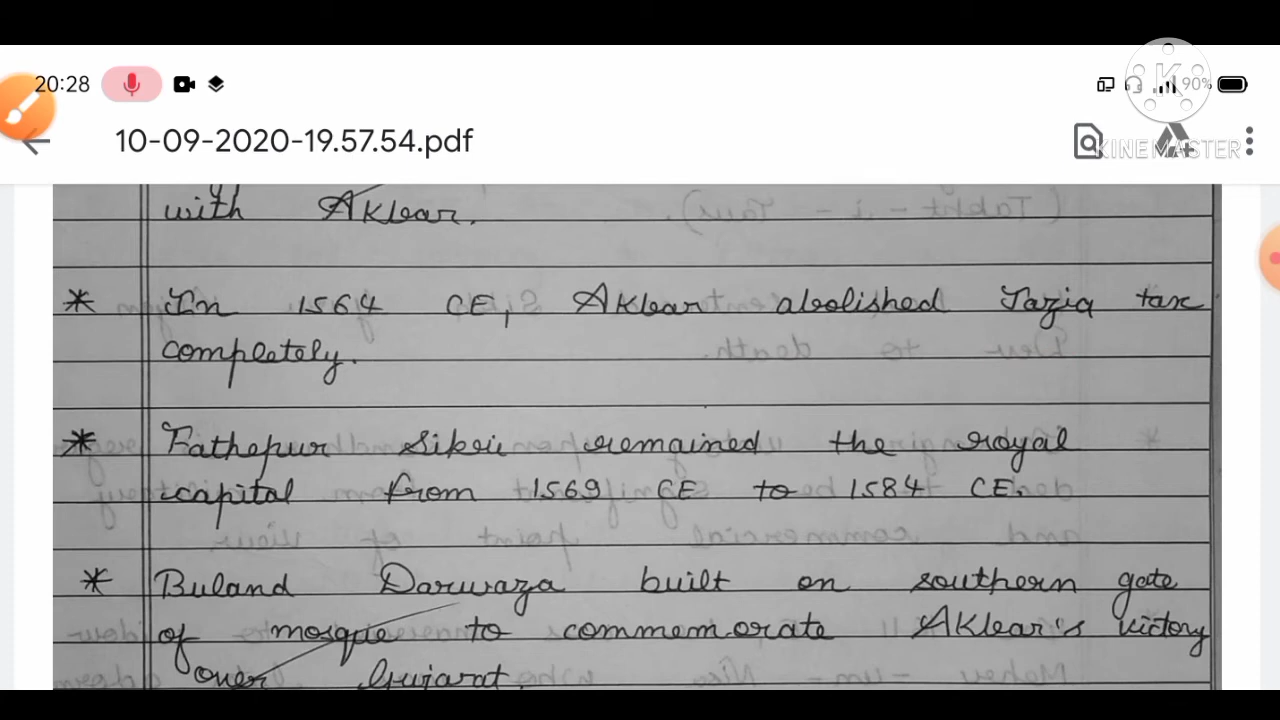 20:28
90%
10-09-2020-19.57.54.pdf
KINEMASTER
with Akbar.
* In 1564 CE, Akbar abolished Jazia tax
completely.
* Fathepur Sikri remained the royal
capital from 1569 CE to 1584 CE.
* Buland Darwaza built on southern gate
of mosque to commemorate Akbar's victory
over Gujarat.